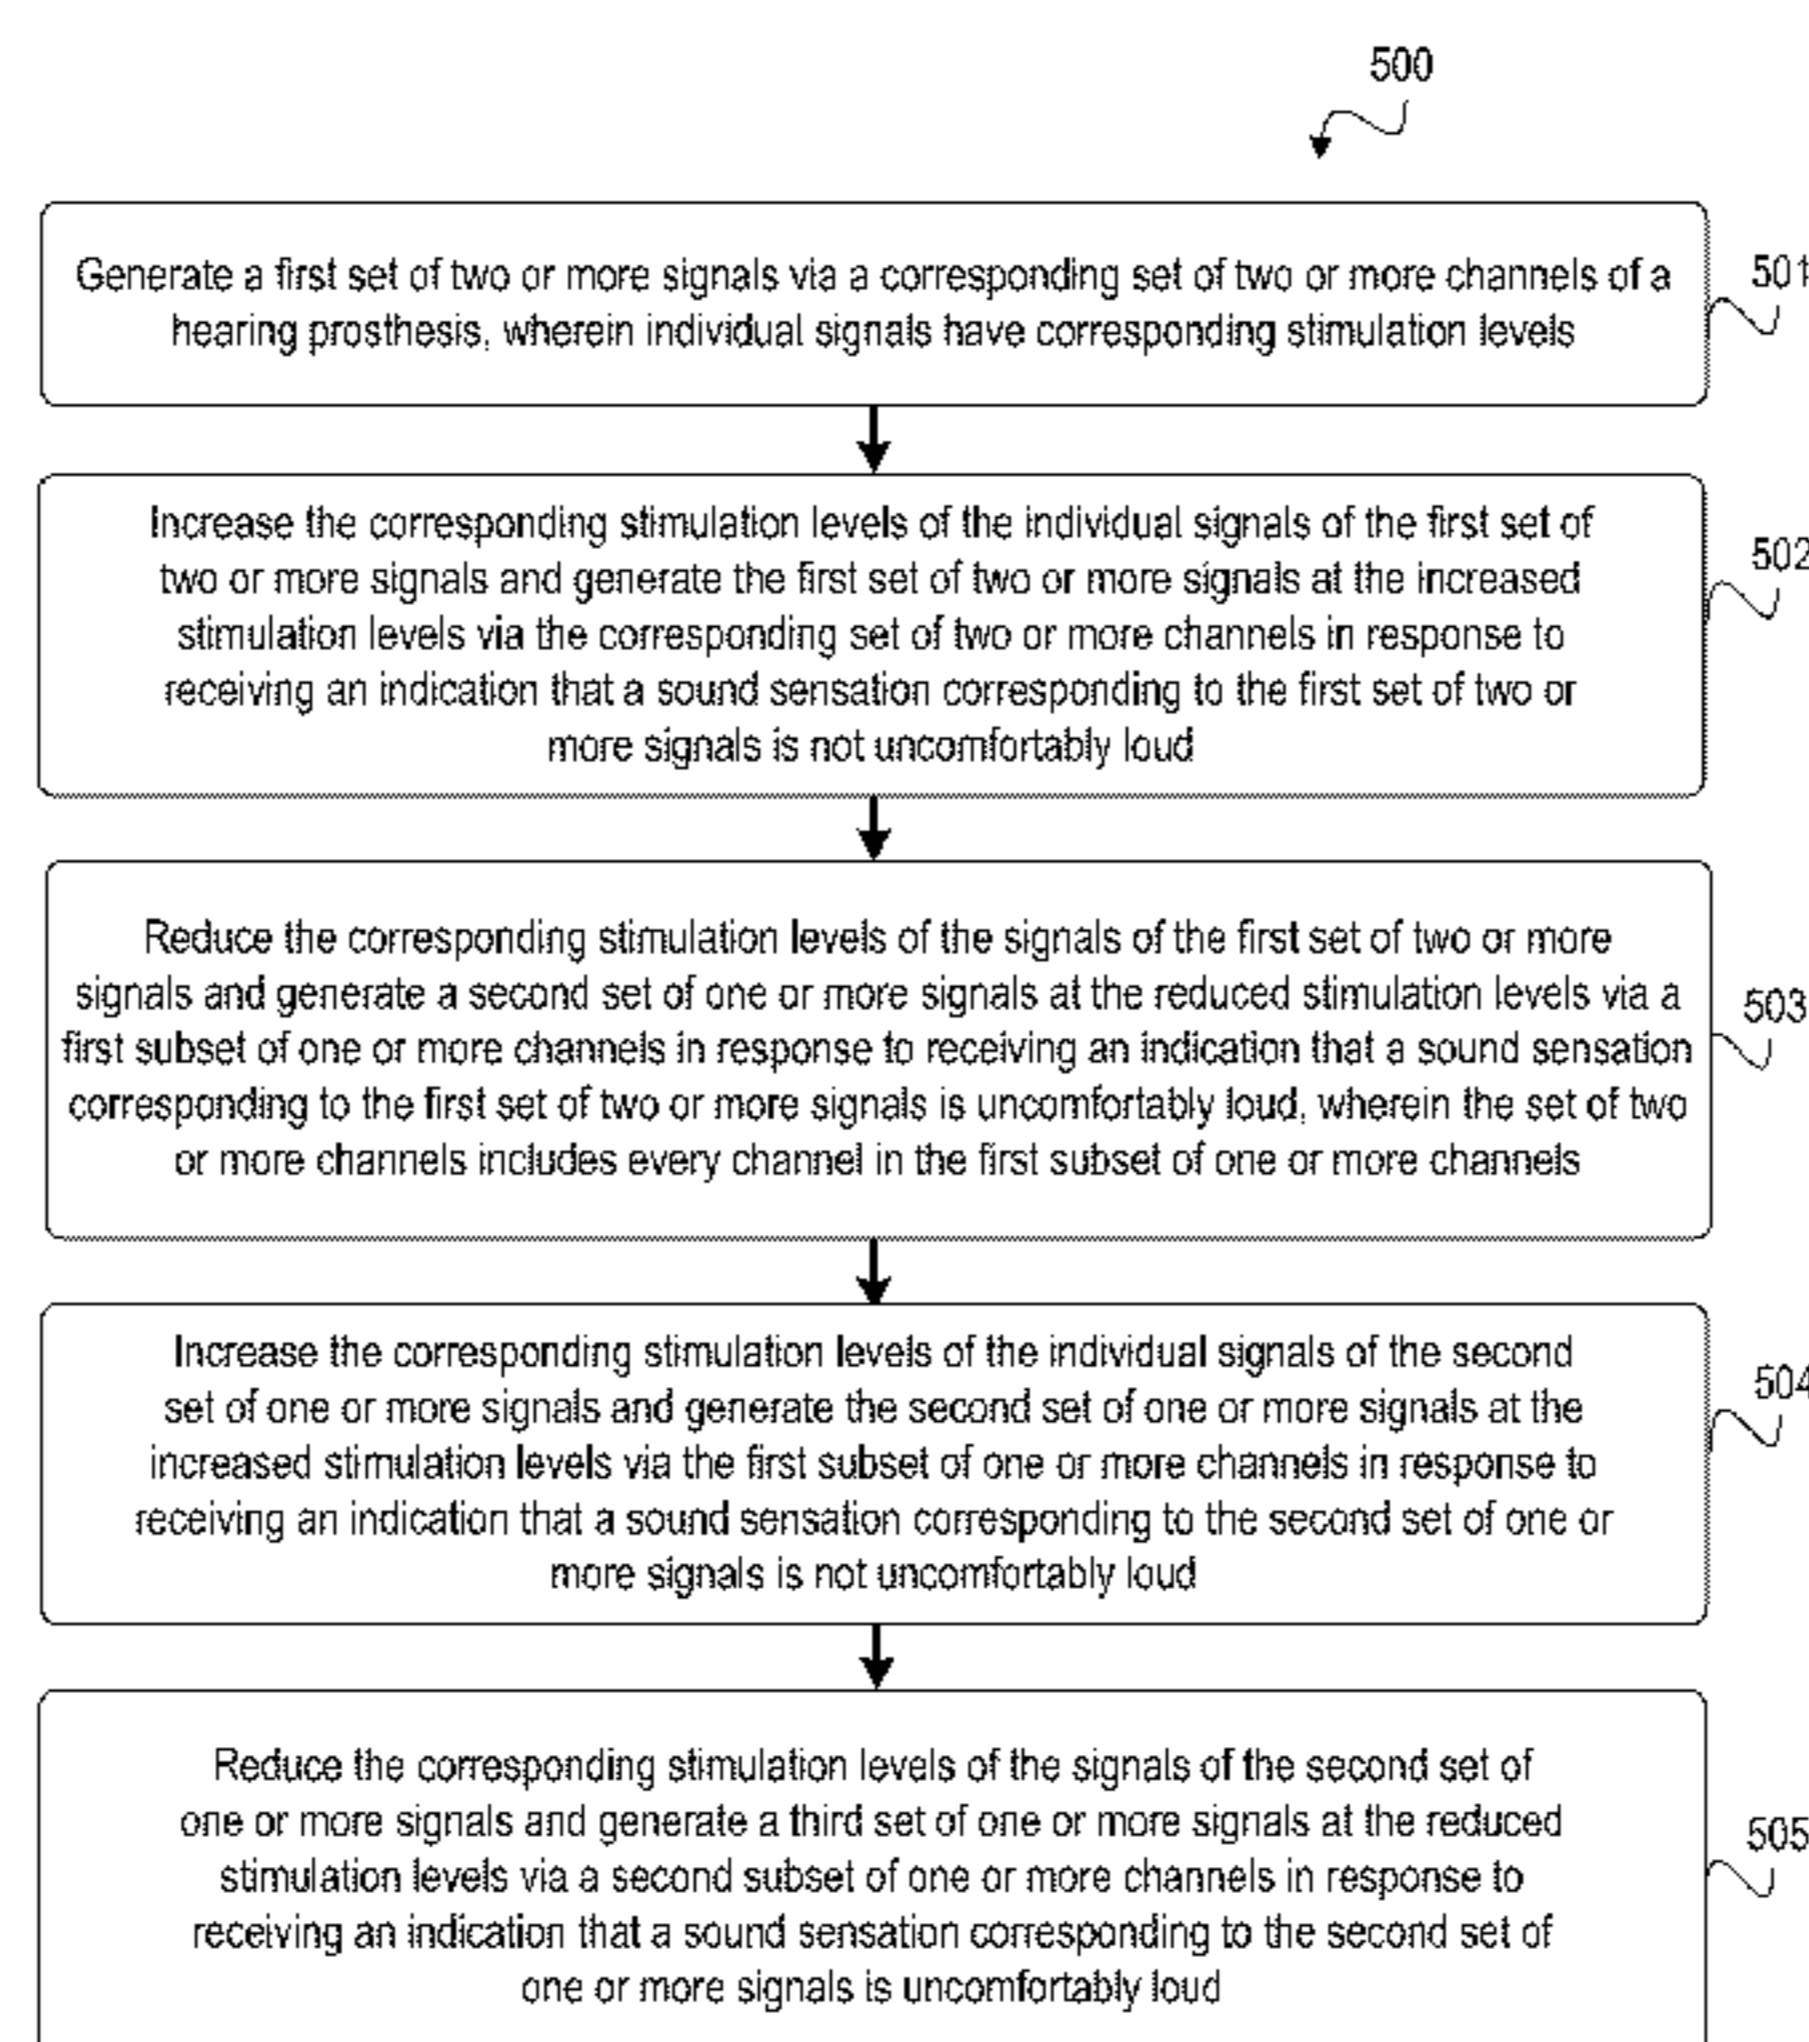 500
Generate a first set of two or more signals via a corresponding set of two or more channels of a
hearing prosthesis, wherein individual signals have corresponding stimulation levels
501
Increase the corresponding stimulation levels of the individual signals of the first set of
two or more signals and generate the first set of two or more signals at the increased
stimulation levels via the corresponding set of two or more channels in response to
receiving an indication that a sound sensation corresponding to the first set of two or
more signals is not uncomfortably loud
502
Reduce the corresponding stimulation levels of the signals of the first set of two or more
signals and generate a second set of one or more signals at the reduced stimulation levels via a
first subset of one or more channels in response to receiving an indication that a sound sensation
corresponding to the first set of two or more signals is uncomfortably loud, wherein the set of two
or more channels includes every channel in the first subset of one or more channels
503
Increase the corresponding stimulation levels of the individual signals of the second
set of one or more signals and generate the second set of one or more signals at the
increased stimulation levels via the first subset of one or more channels in response to
receiving an indication that a sound sensation corresponding to the second set of one or
more signals is not uncomfortably loud
504
Reduce the corresponding stimulation levels of the signals of the second set of
one or more signals and generate a third set of one or more signals at the reduced
stimulation levels via a second subset of one or more channels in response to
receiving an indication that a sound sensation corresponding to the second set of
one or more signals is uncomfortably loud
505